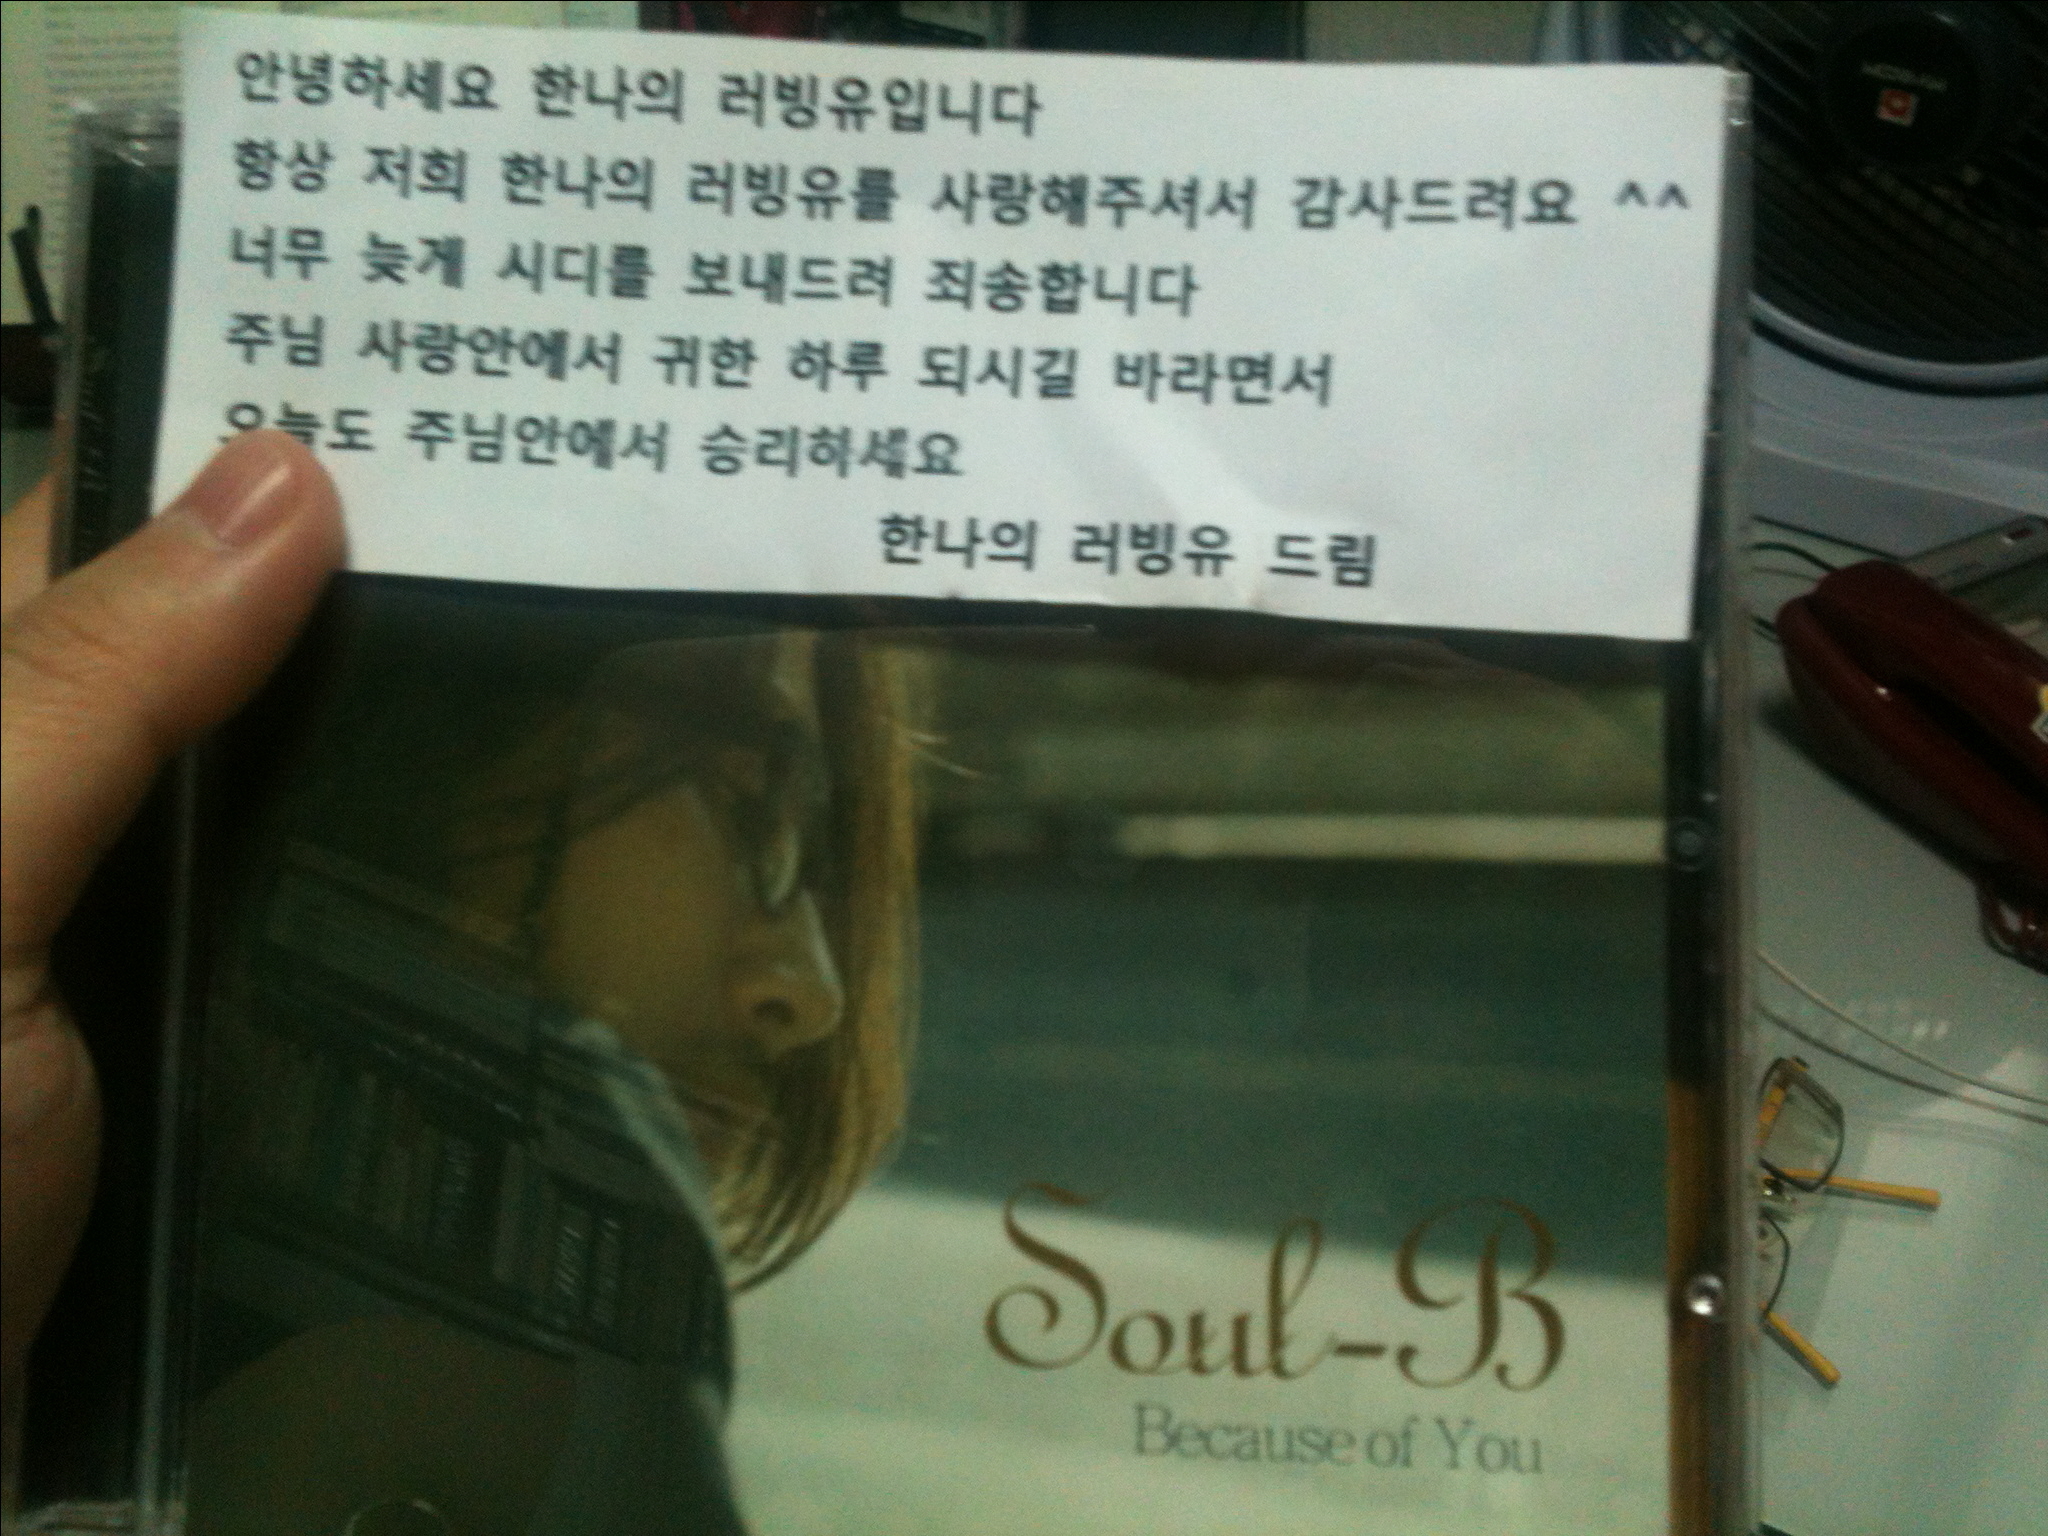 안녕하세요 한나의 러빙유입니다
항상 저희 한나의 러빙유를 사랑해주셔서 감사드려요 ^^
너무 늦게 시디를 보내드려 죄송합니다
주님 사랑안에서 귀한 하루 되시길 바라면서
오늘도 주님안에서 승리하세요
한나의 러빙유 드림
Soul-B
Because of You